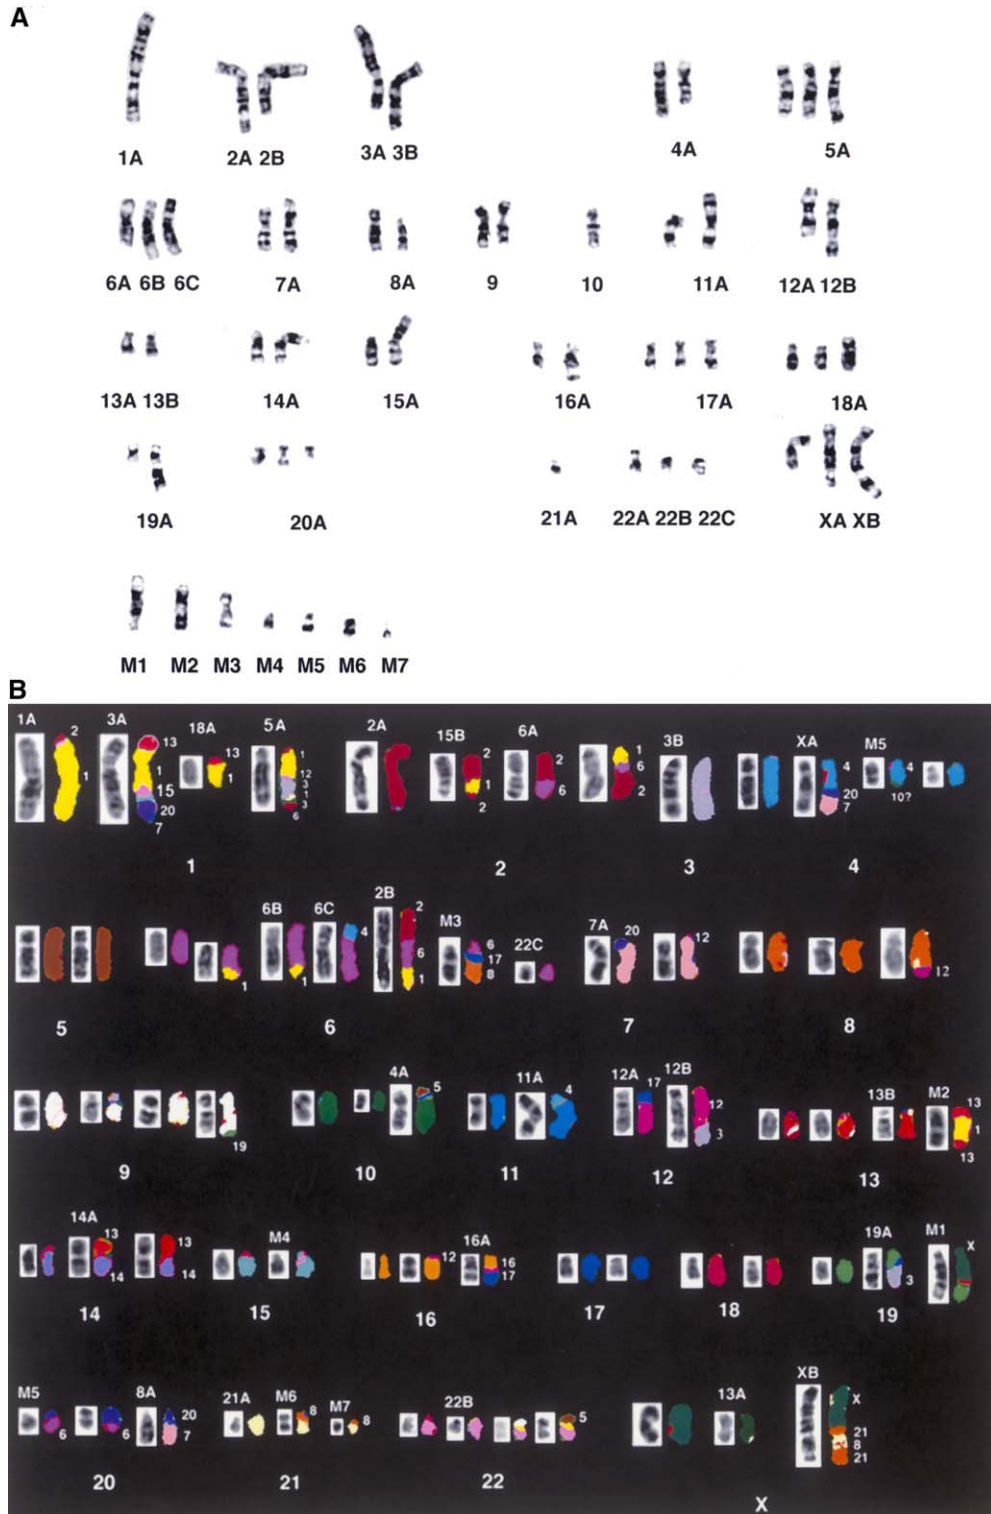 A
1A
2A 2B
3A 3B
4A
5A
6A 6B 6C
7A
8A
9
10
11A
12A 12B
13A 13B
14A
15A
16A
17A
18A
19A
20A
21A
22A 22B 22C
XA XB
M1 M2 M3 M4 M5 M6 M7
B
1A 2 1
3A 13 1 15 20 7
18A 13 1
5A 1 12 3 1 3 6
2A
15B 2 1 2
6A 2 6
1 6 2
3B
XA 4 20 7
M5 4 10?
1 2 3 4
1
6B 1
6C 4
2B 2 6 1
M3 6 17 8
22C
7A 20
12
12
5 6 7 8
19
4A 5
11A 4
12A 17
12B 12 3
13B
M2 13 1 13
9 10 11 12 13
14A 13 14
13 14
M4
12
16A 16 17
19A 3
M1 X
14 15 16 17 18 19
M5 6
6
8A 20 7
21A
M6 8
M7 8
22B
5
13A
XB X 21 8 21
20 21 22 X